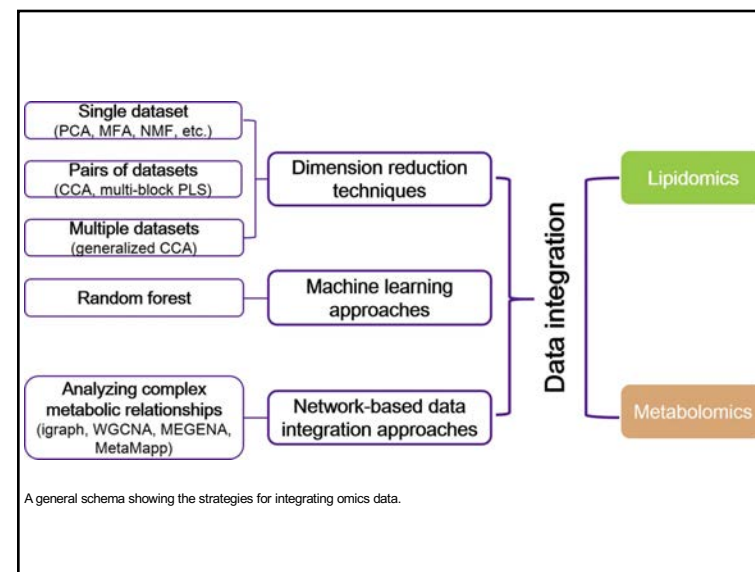 Single dataset
(PCA, MFA, NMF, etc.)
Pairs of datasets
(CCA, multi-block PLS)
Multiple datasets
(generalized CCA)
Random forest
Analyzing complex
metabolic relationships
(igraph, WGCNA, MEGENA,
MetaMapp)
Dimension reduction
techniques
Machine learning
approaches
Network-based data
integration approaches
Data integration
Lipidomics
Metabolomics
A general schema showing the strategies for integrating omics data.